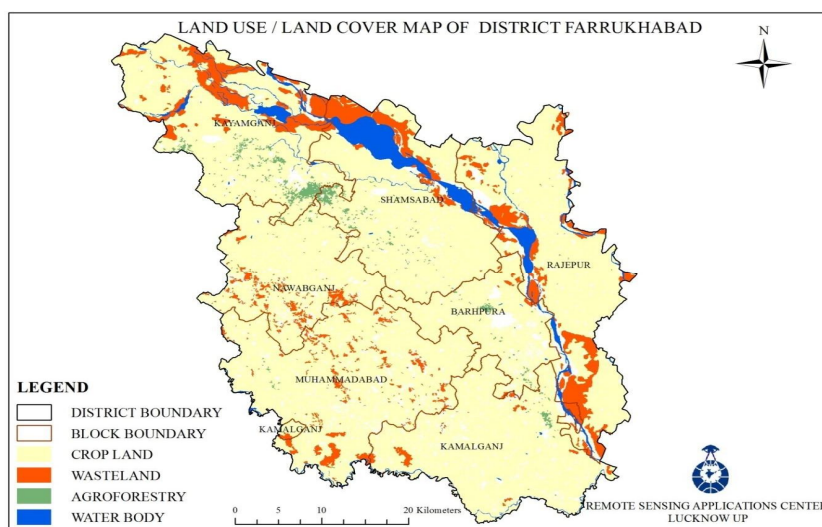 LAND USE / LAND COVER MAP OF DISTRICT FARRUKHABAD
N
KAYAMGANJ
SHAMSABAD
RAJEPUR
NAWABGANJ
BARHPURA
MUHAMMADABAD
KAMALGANJ
KAMALGANJ
LEGEND
DISTRICT BOUNDARY
BLOCK BOUNDARY
CROP LAND
WASTELAND
AGROFORESTRY
WATER BODY
0 5 10 20 Kilometers
REMOTE SENSING APPLICATIONS CENTER
LUCKNOW UP